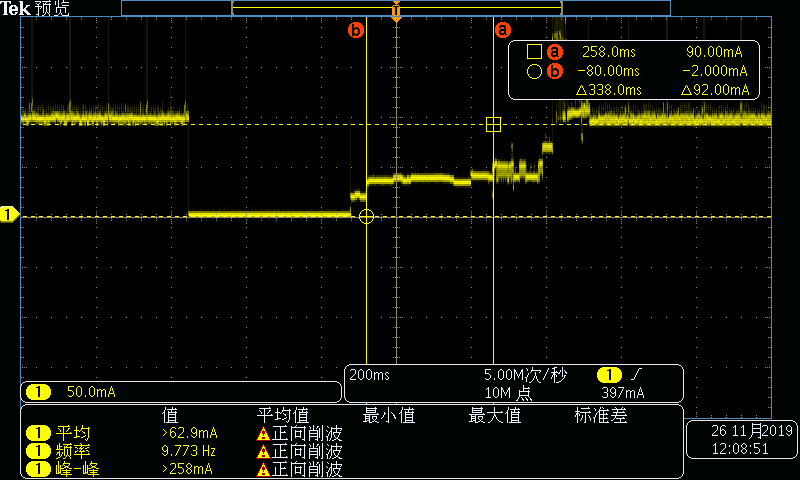 Tek 预览
T
b
a
a 258.0ms 90.00mA
b −80.00ms −2.000mA
△338.0ms △92.00mA
1
1 50.0mA
200ms 5.00M次/秒 1
10M 点 397mA
值 平均值 最小值 最大值 标准差
1 平均 >62.9mA 正向削波
1 频率 9.773 Hz 正向削波
1 峰-峰 >258mA 正向削波
26 11月2019
12:08:51